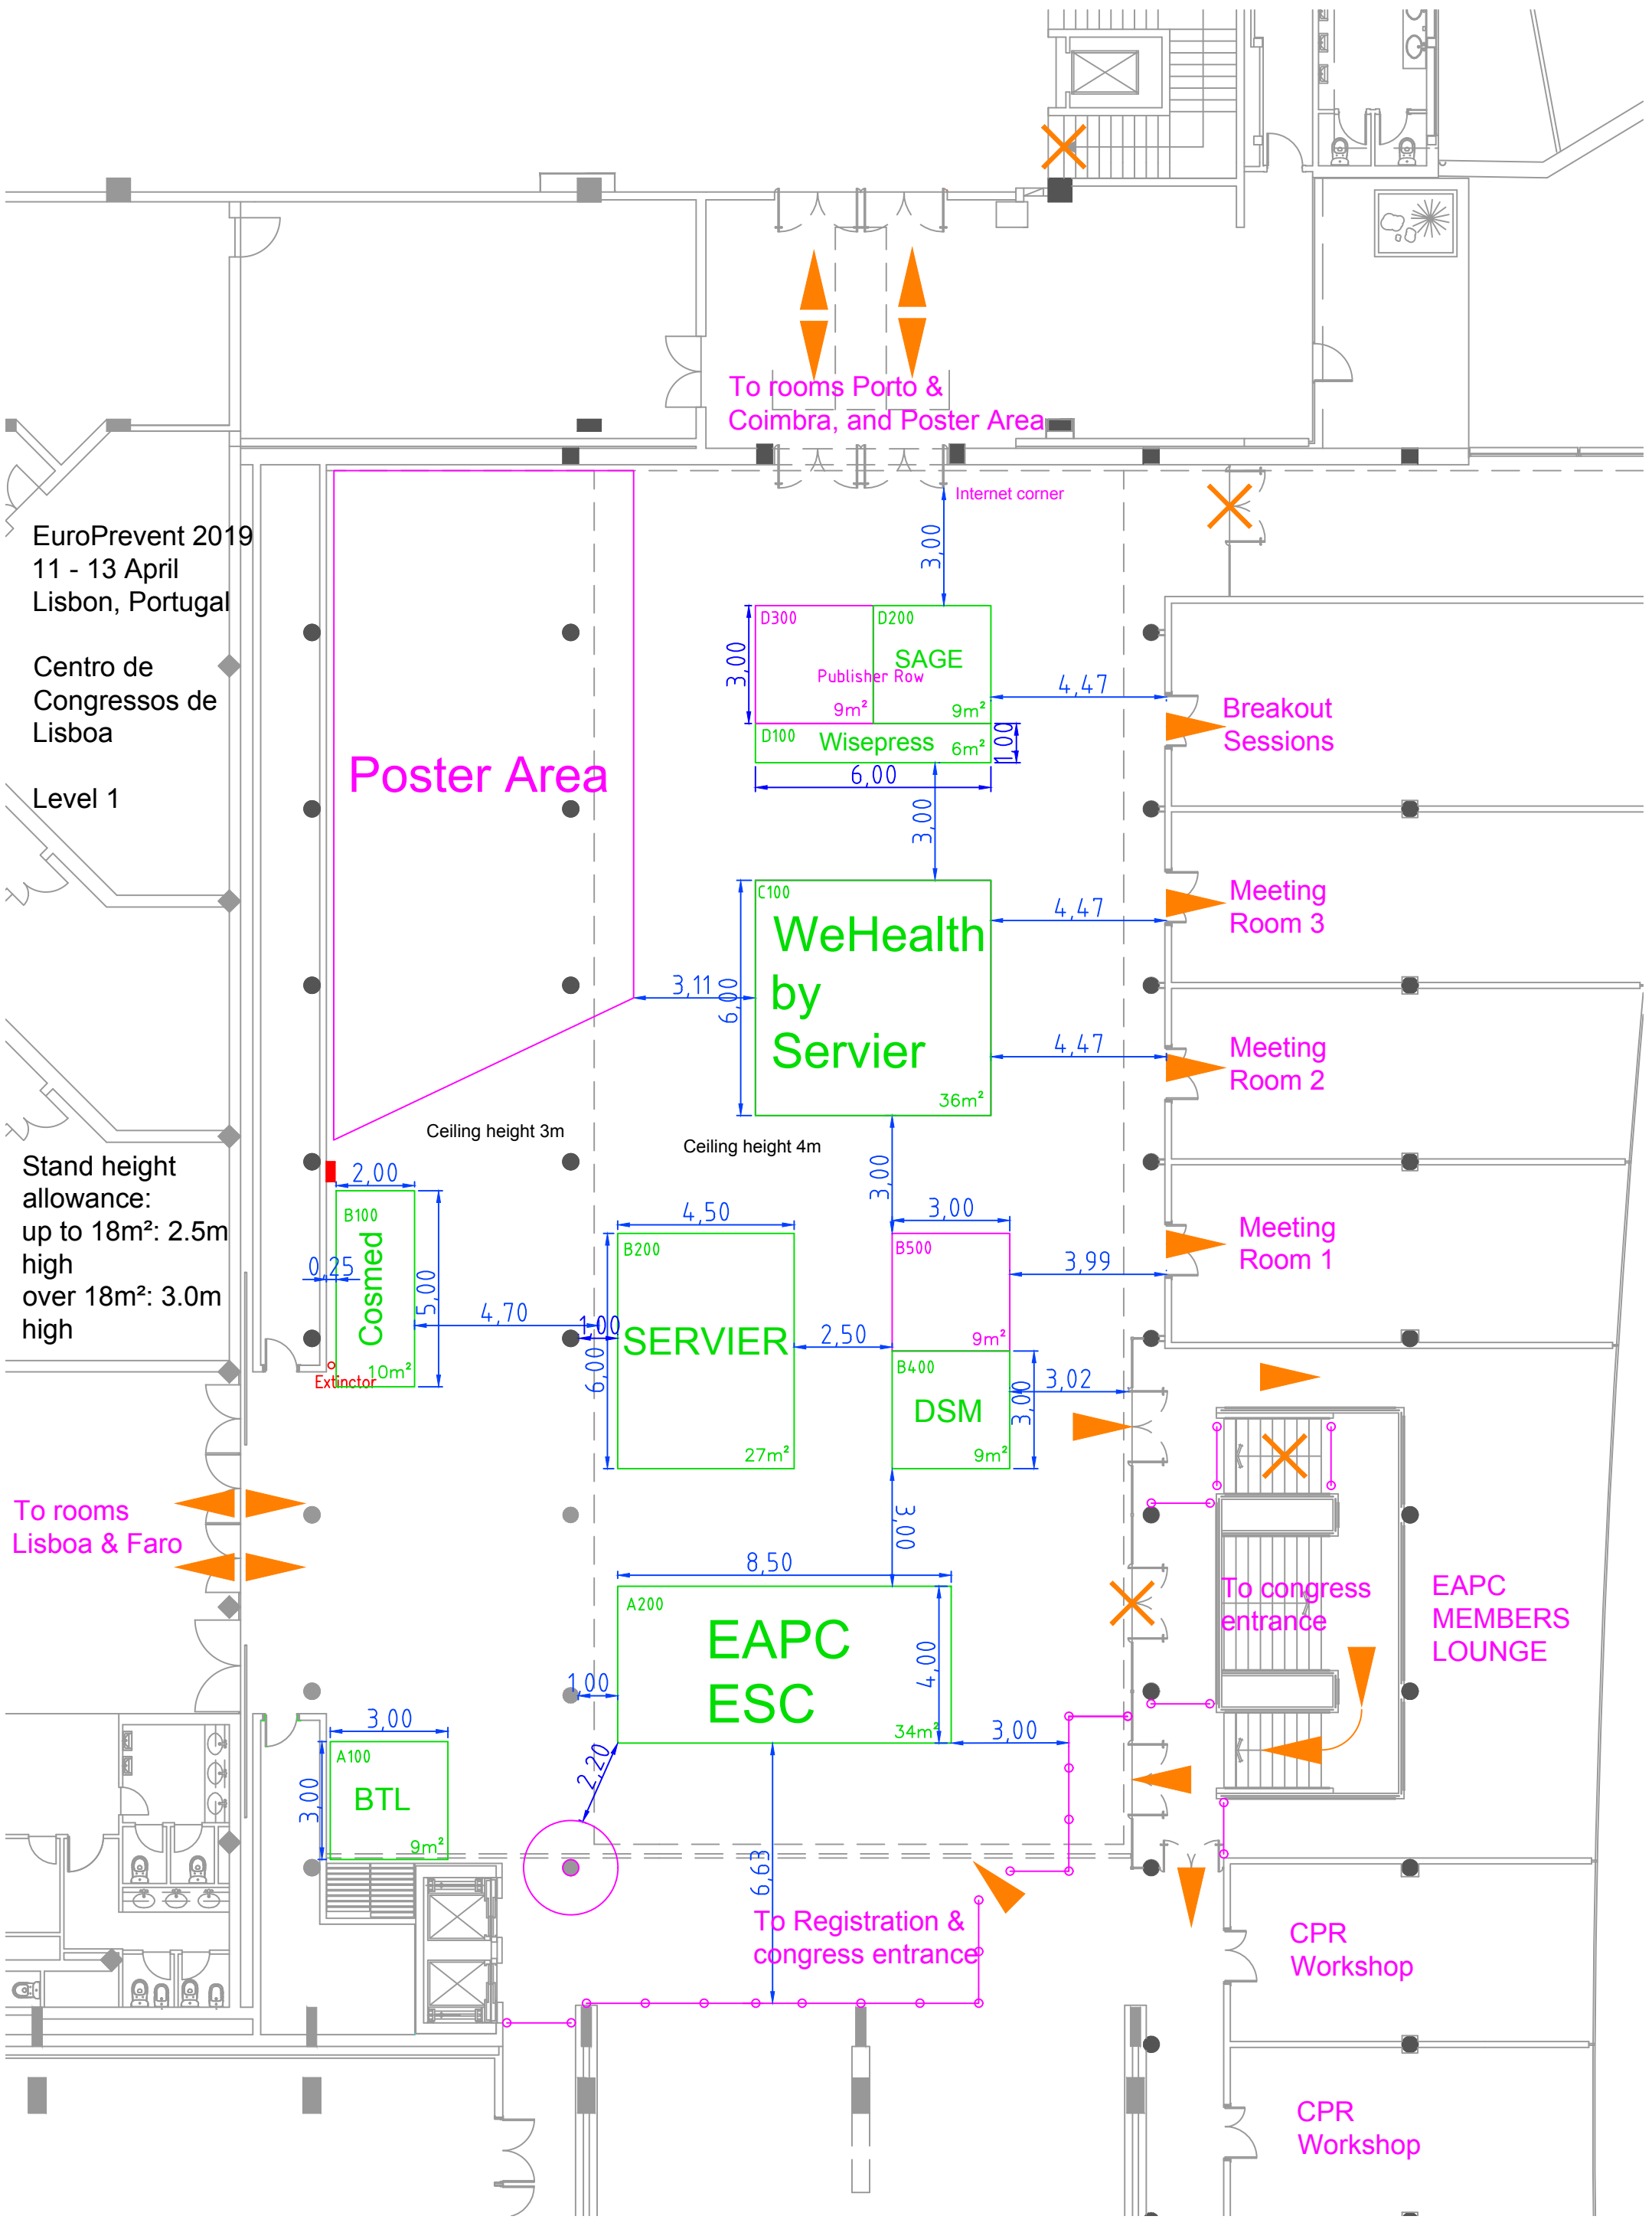 To rooms Porto &
Coimbra, and Poster Area
Internet corner
EuroPrevent 2019
11 - 13 April
Lisbon, Portugal
Centro de
Congressos de
Lisboa
Level 1
3,00
D300
D200
SAGE
3,00
Publisher Row
9m²
9m²
4,47
D100
Wisepress
6m²
1,00
6,00
Breakout
Sessions
Poster Area
3,00
C100
WeHealth
by
Servier
36m²
6,00
3,11
4,47
4,47
Meeting
Room 3
Meeting
Room 2
Ceiling height 3m
Ceiling height 4m
Stand height
allowance:
up to 18m²: 2.5m
high
over 18m²: 3.0m
high
2,00
B100
Cosmed
10m²
0,25
5,00
Extinctor
4,70
1,00
4,50
B200
SERVIER
27m²
6,00
2,50
3,00
3,00
B500
9m²
3,99
Meeting
Room 1
B400
DSM
9m²
3,00
3,02
3,00
To rooms
Lisboa & Faro
8,50
A200
EAPC
ESC
34m²
4,00
1,00
3,00
To congress
entrance
EAPC
MEMBERS
LOUNGE
3,00
A100
BTL
9m²
3,00
2,20
6,63
To Registration &
congress entrance
CPR
Workshop
CPR
Workshop